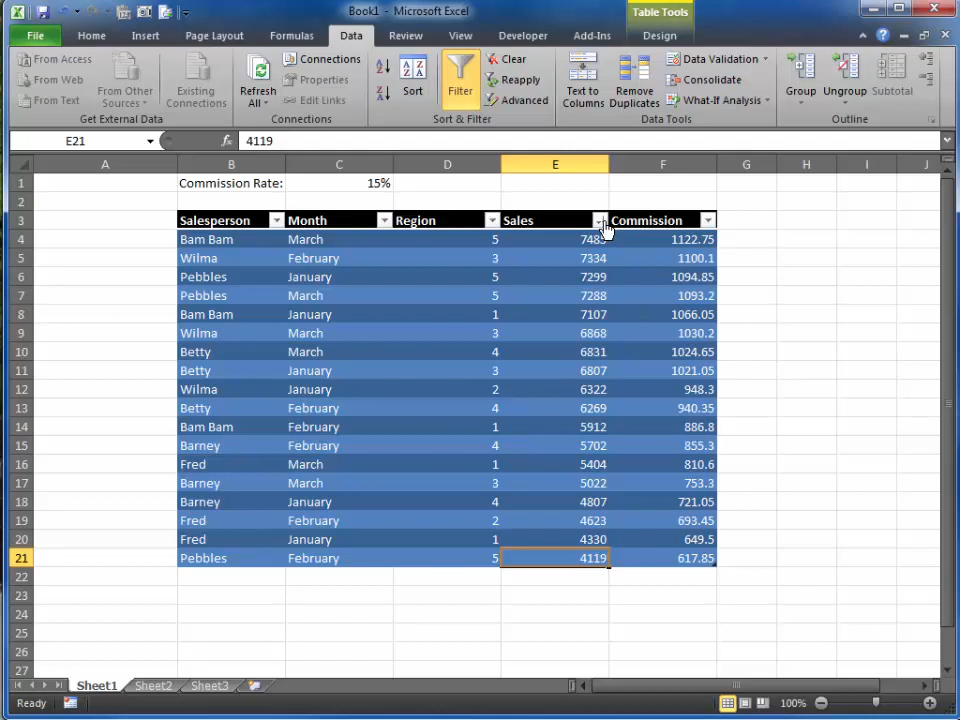 Book1 - Microsoft Excel
Table Tools
File Home Insert Page Layout Formulas Data Review View Developer Add-Ins Design
From Access
From Web
From Text
From Other Sources
Existing Connections
Get External Data
Refresh All
Connections
Properties
Edit Links
Connections
Sort
Filter
Clear
Reapply
Advanced
Sort & Filter
Text to Columns
Remove Duplicates
Data Validation
Consolidate
What-If Analysis
Data Tools
Group
Ungroup
Subtotal
Outline
E21 fx 4119
A B C D E F G H I J
1 Commission Rate: 15%
2
3 Salesperson Month Region Sales Commission
4 Bam Bam March 5 7485 1122.75
5 Wilma February 3 7334 1100.1
6 Pebbles January 5 7299 1094.85
7 Pebbles March 5 7288 1093.2
8 Bam Bam January 1 7107 1066.05
9 Wilma March 3 6868 1030.2
10 Betty March 4 6831 1024.65
11 Betty January 3 6807 1021.05
12 Wilma January 2 6322 948.3
13 Betty February 4 6269 940.35
14 Bam Bam February 1 5912 886.8
15 Barney February 4 5702 855.3
16 Fred March 1 5404 810.6
17 Barney March 3 5022 753.3
18 Barney January 4 4807 721.05
19 Fred February 2 4623 693.45
20 Fred January 1 4330 649.5
21 Pebbles February 5 4119 617.85
22
23
24
25
26
27
Sheet1 Sheet2 Sheet3
Ready 100%